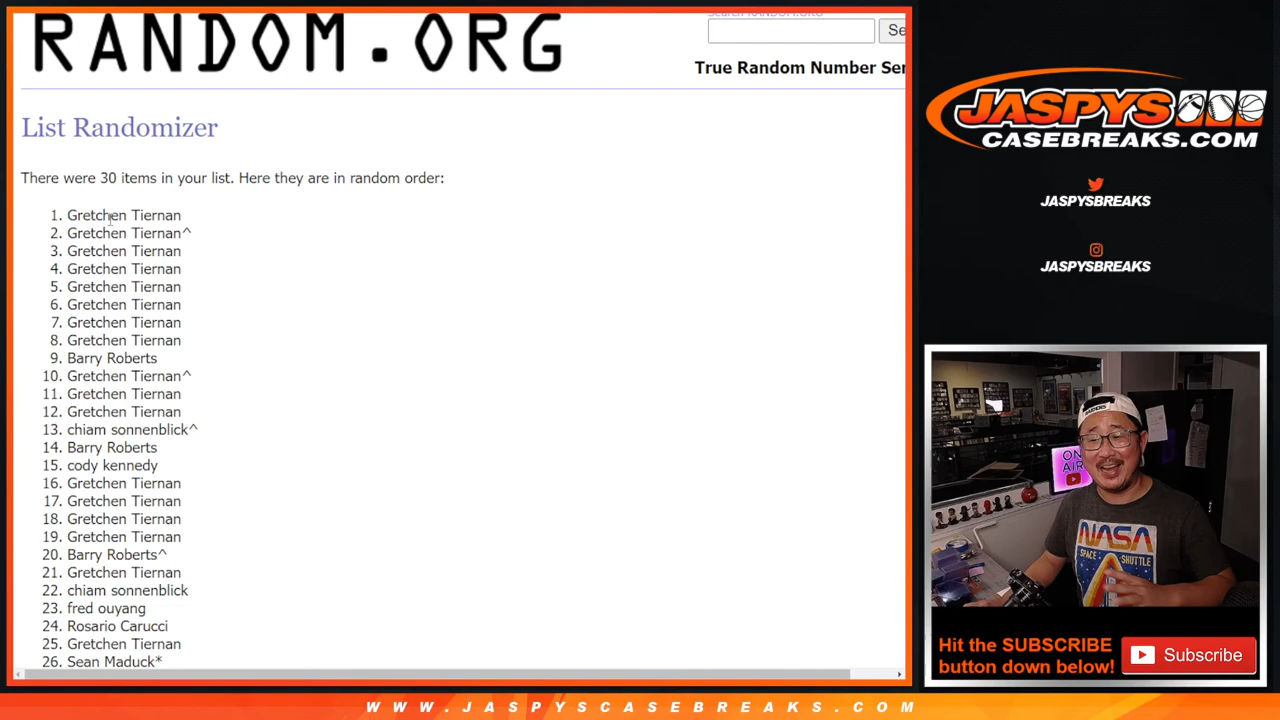 RANDOM.ORG
Search RANDOM.ORG
Se
True Random Number Ser
List Randomizer
There were 30 items in your list. Here they are in random order:
1. Gretchen Tiernan
2. Gretchen Tiernan^
3. Gretchen Tiernan
4. Gretchen Tiernan
5. Gretchen Tiernan
6. Gretchen Tiernan
7. Gretchen Tiernan
8. Gretchen Tiernan
9. Barry Roberts
10. Gretchen Tiernan^
11. Gretchen Tiernan
12. Gretchen Tiernan
13. chiam sonnenblick^
14. Barry Roberts
15. cody kennedy
16. Gretchen Tiernan
17. Gretchen Tiernan
18. Gretchen Tiernan
19. Gretchen Tiernan
20. Barry Roberts^
21. Gretchen Tiernan
22. chiam sonnenblick
23. fred ouyang
24. Rosario Carucci
25. Gretchen Tiernan
26. Sean Maduck*
JASPYS
CASEBREAKS.COM
JASPYSBREAKS
JASPYSBREAKS
RAIDERS
ON
AIR
NASA
SPACE SHUTTLE
Hit the SUBSCRIBE
button down below!
Subscribe
WWW.JASPYSCASEBREAKS.COM